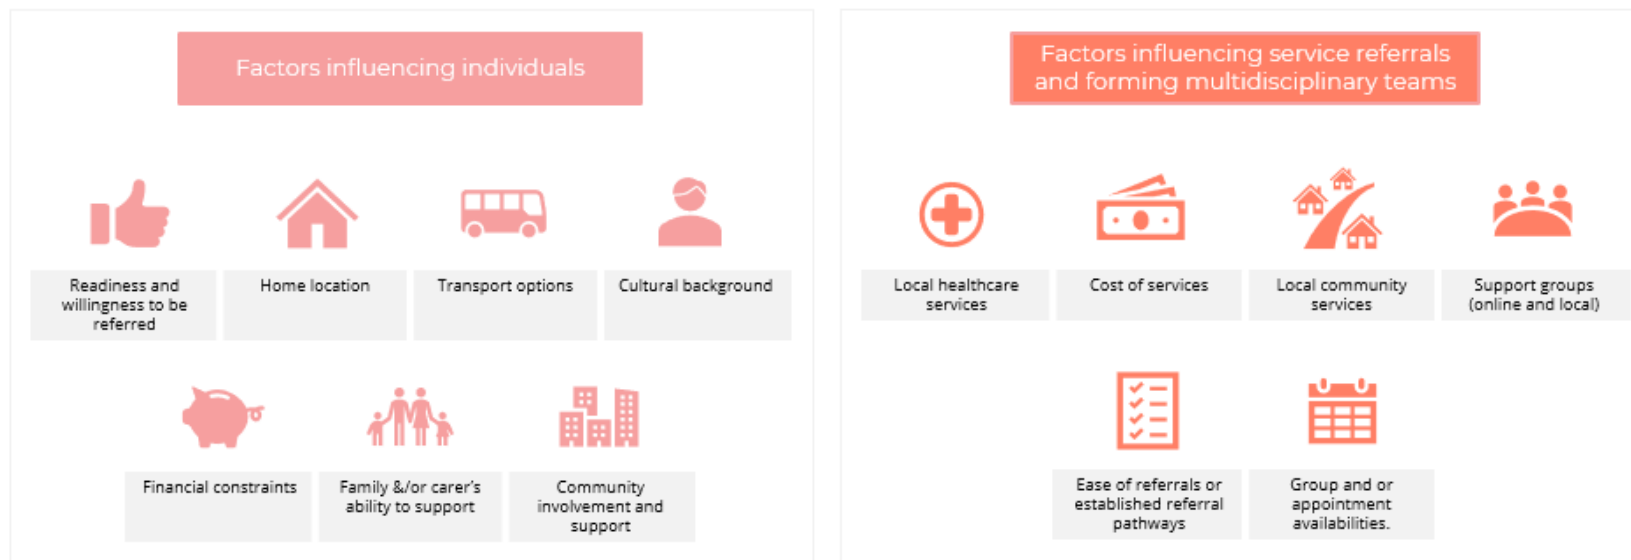 Factors influencing individuals
Readiness and
willingness to be
referred
Home location
Transport options
Cultural background
Financial constraints
Family &/or carer's
ability to support
Community
involvement and
support
Factors influencing service referrals
and forming multidisciplinary teams
Local healthcare
services
Cost of services
Local community
services
Support groups
(online and local)
Ease of referrals or
established referral
pathways
Group and or
appointment
availabilities.